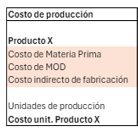 Costo de producción
Producto X
Costo de Materia Prima
Costo de MOD
Costo indirecto de fabricación
Unidades de producción
Costo unit. Producto X